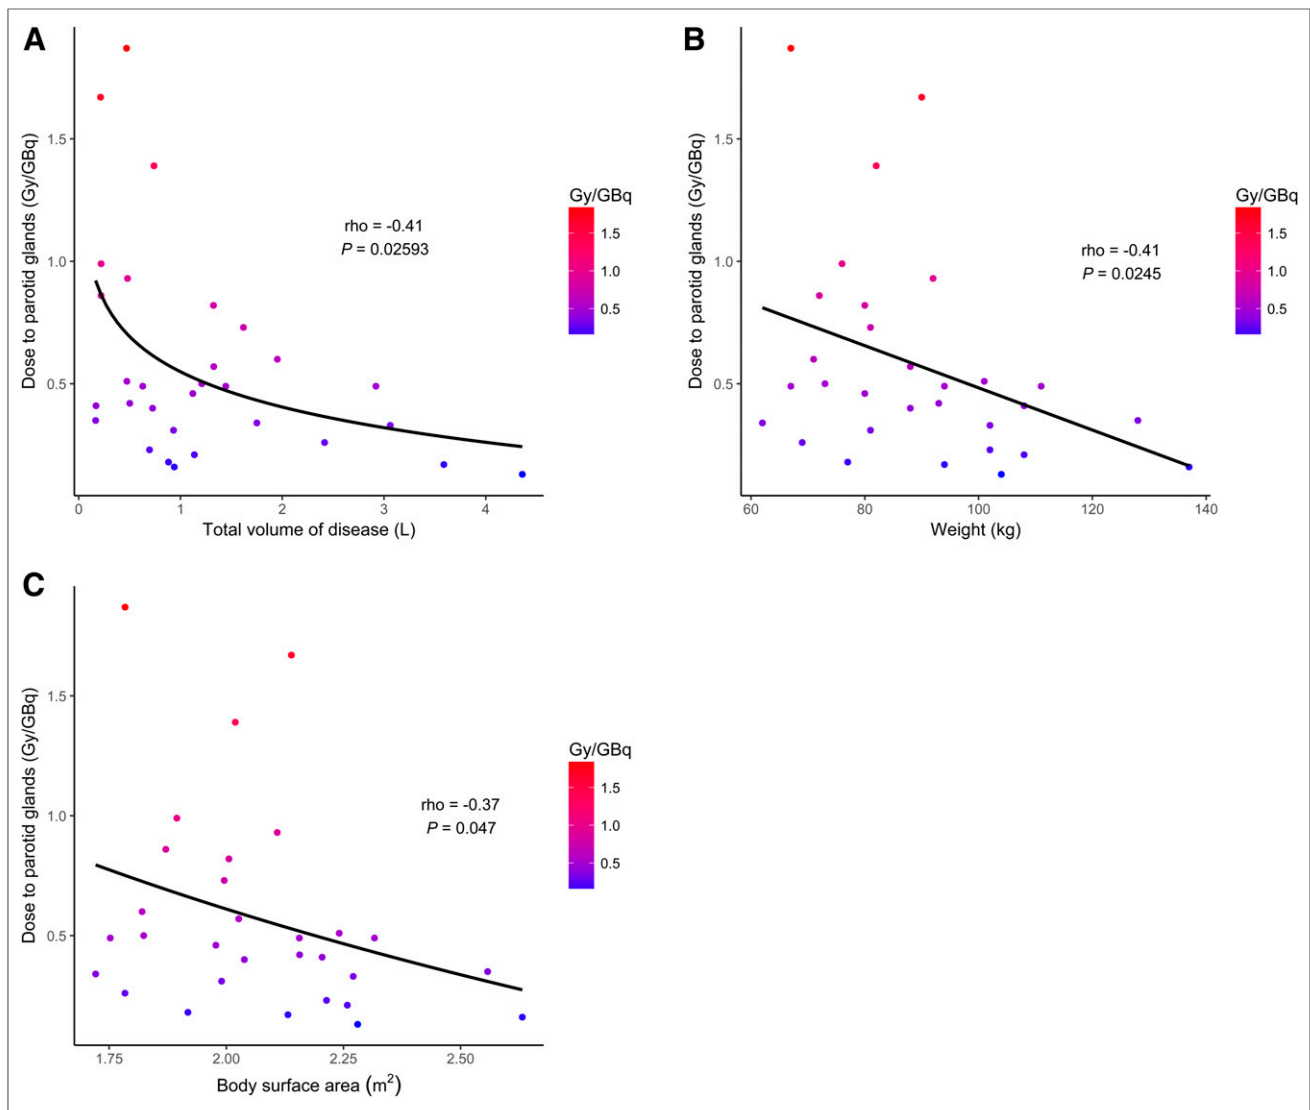 A
Dose to parotid glands (Gy/GBq)
1.5
1.0
0.5
0
1
2
3
4
Total volume of disease (L)
rho = -0.41
P = 0.02593
Gy/GBq
1.5
1.0
0.5
B
Dose to parotid glands (Gy/GBq)
1.5
1.0
0.5
60
80
100
120
140
Weight (kg)
rho = -0.41
P = 0.0245
Gy/GBq
1.5
1.0
0.5
C
Dose to parotid glands (Gy/GBq)
1.5
1.0
0.5
1.75
2.00
2.25
2.50
Body surface area (m²)
rho = -0.37
P = 0.047
Gy/GBq
1.5
1.0
0.5